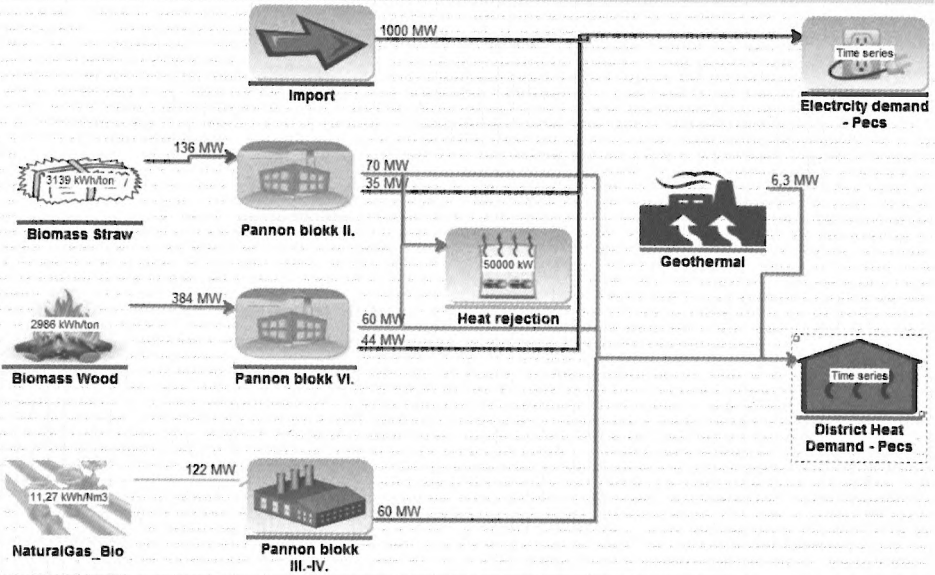 1000 MW
Import
Time series
Electrcity demand
- Pecs
136 MW
3139 kWh/ton
Biomass Straw
70 MW
35 MW
Pannon blokk II.
6,3 MW
Geothermal
50000 kW
Heat rejection
384 MW
2986 kWh/ton
Biomass Wood
60 MW
44 MW
Pannon blokk VI.
Time series
District Heat
Demand - Pecs
122 MW
11,27 kWh/Nm3
NaturalGas_Bio
60 MW
Pannon blokk
III.-IV.